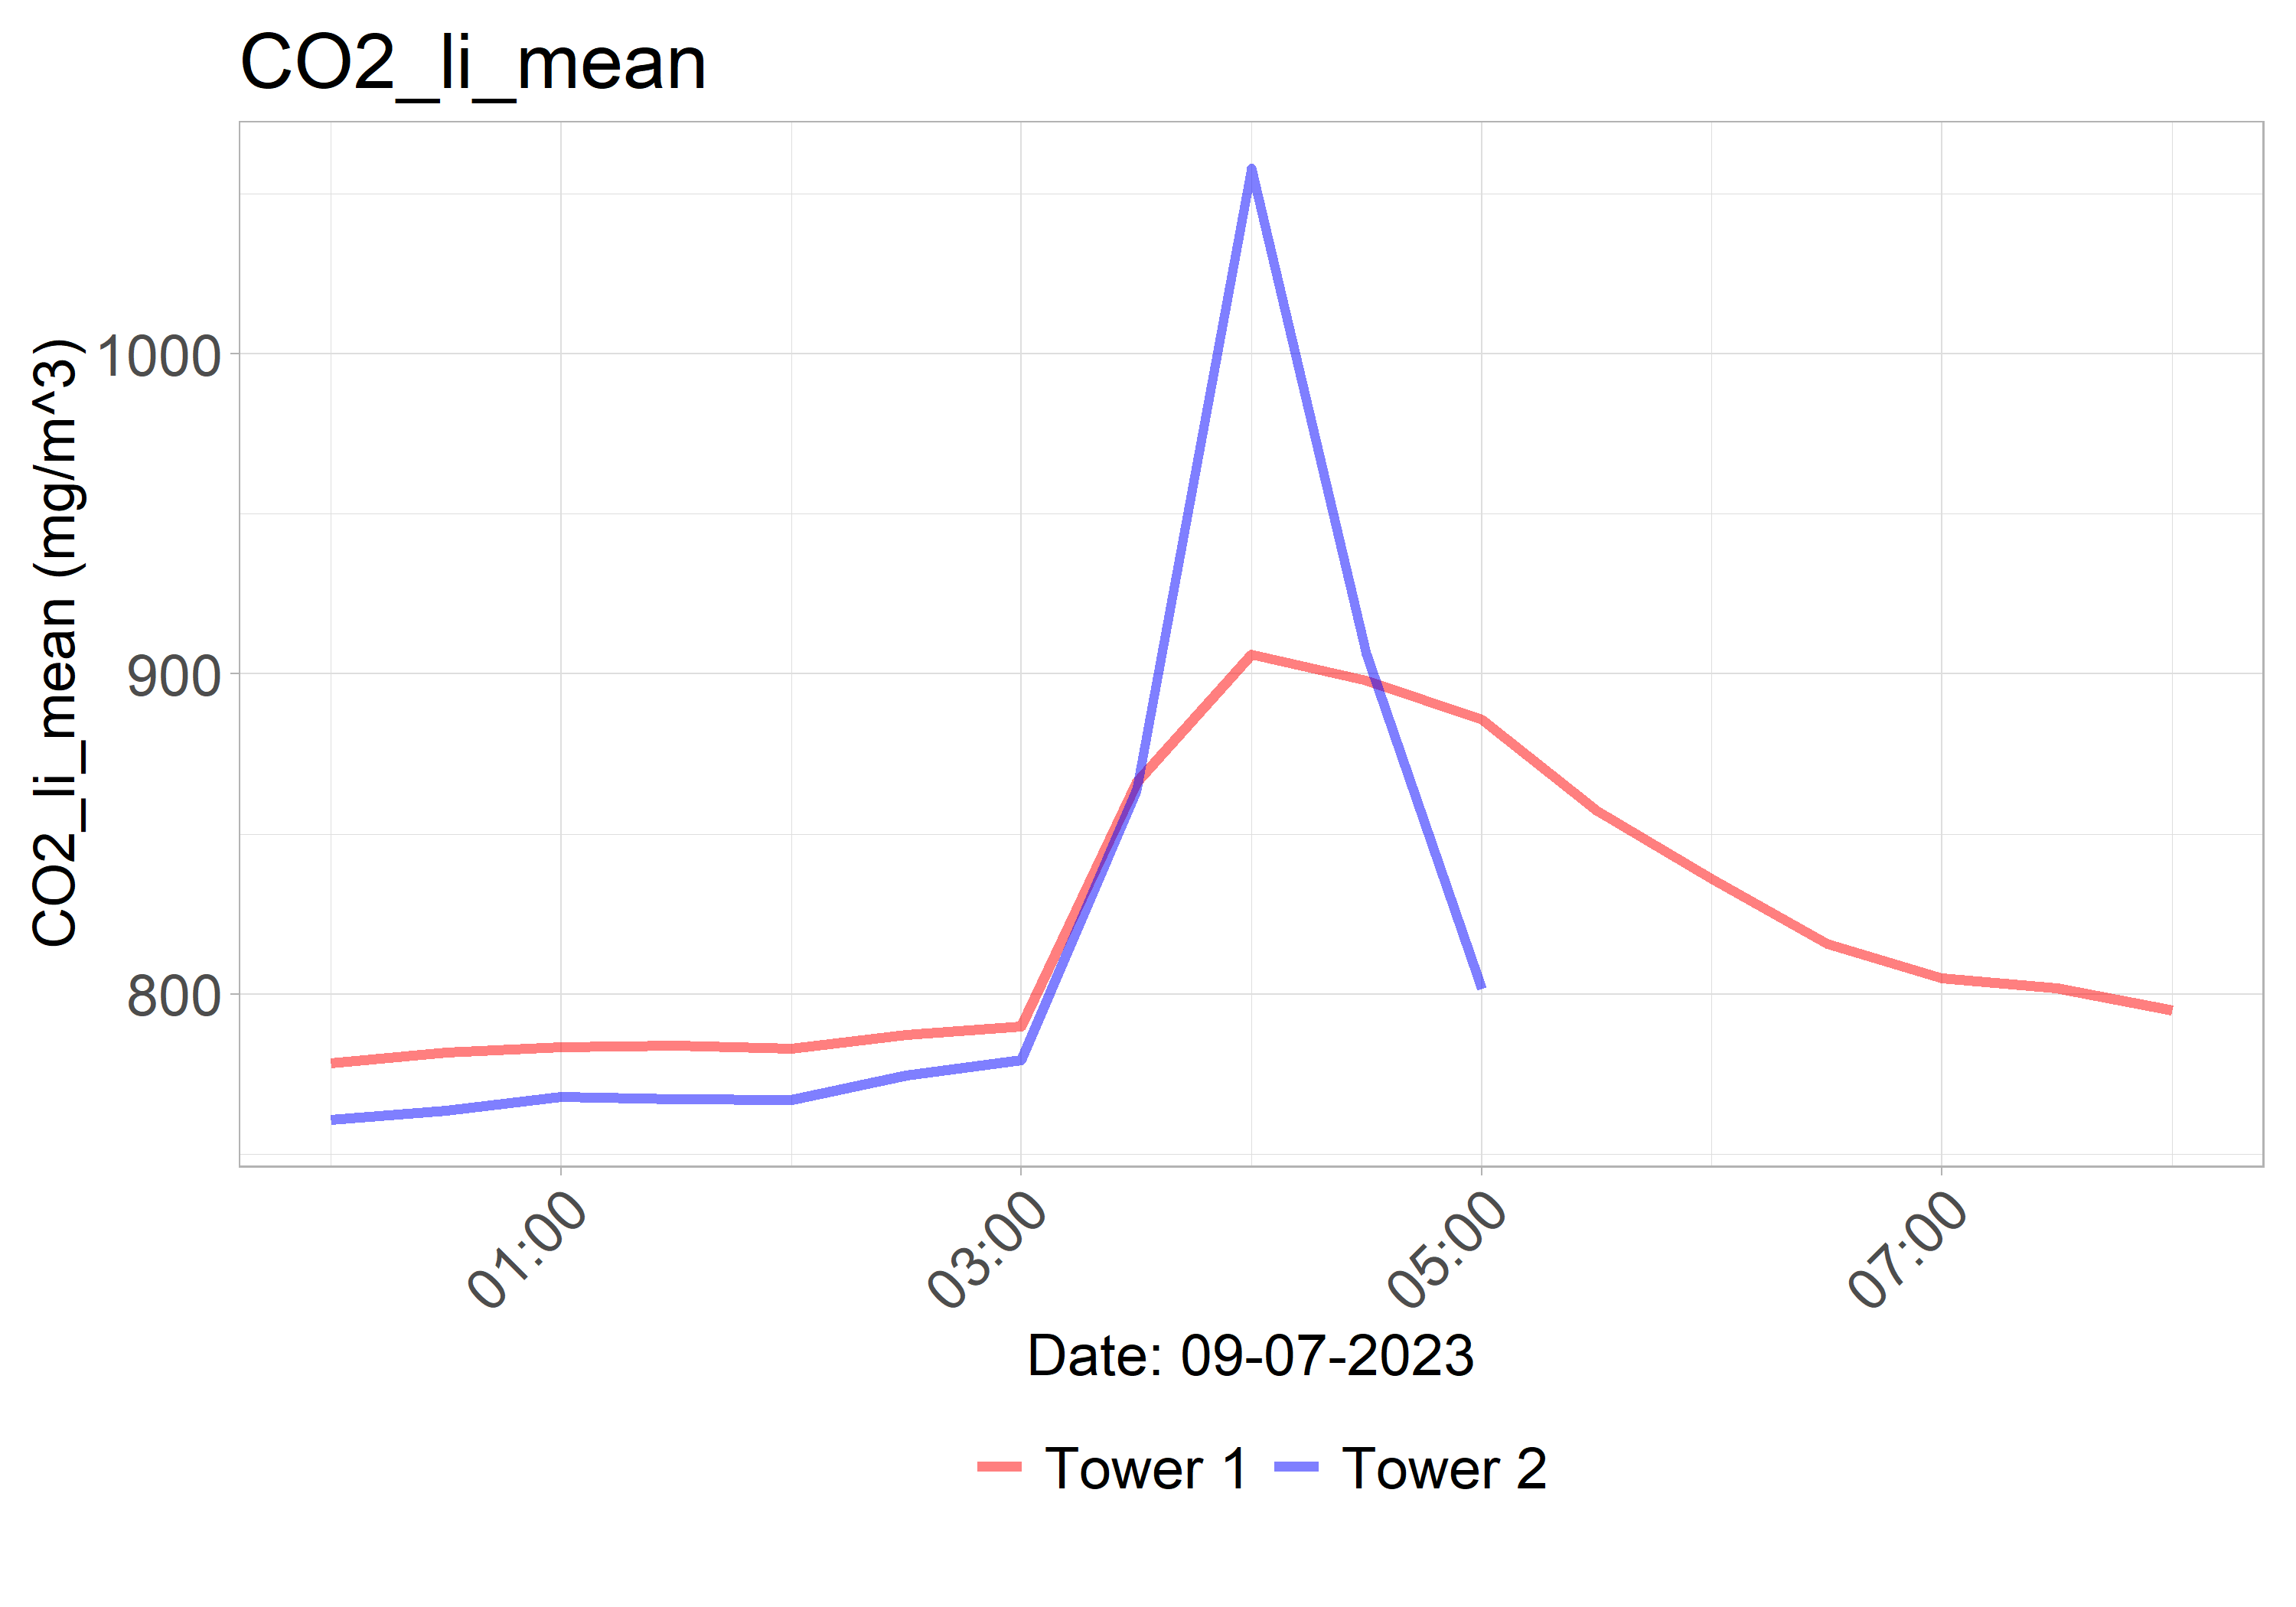 CO2_li_mean
CO2_li_mean (mg/m^3)
1000
900
800
01:00
03:00
05:00
07:00
Date: 09-07-2023
Tower 1
Tower 2